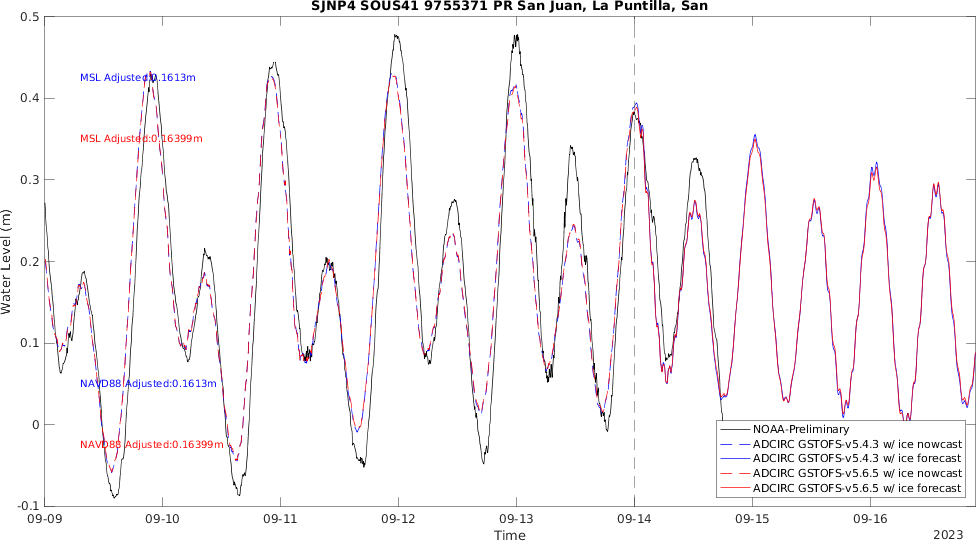 SJNP4 SOUS41 9755371 PR San Juan, La Puntilla, San
0.5
MSL Adjusted:0.1613m
0.4
MSL Adjusted:0.16399m
0.3
0.2
Water Level (m)
0.1
NAVD88 Adjusted:0.1613m
0
NAVD88 Adjusted:0.16399m
NOAA-Preliminary
ADCIRC GSTOFS-v5.4.3 w/ ice nowcast
ADCIRC GSTOFS-v5.4.3 w/ ice forecast
ADCIRC GSTOFS-v5.6.5 w/ ice nowcast
ADCIRC GSTOFS-v5.6.5 w/ ice forecast
-0.1
09-09 09-10 09-11 09-12 09-13 09-14 09-15 09-16
Time
2023